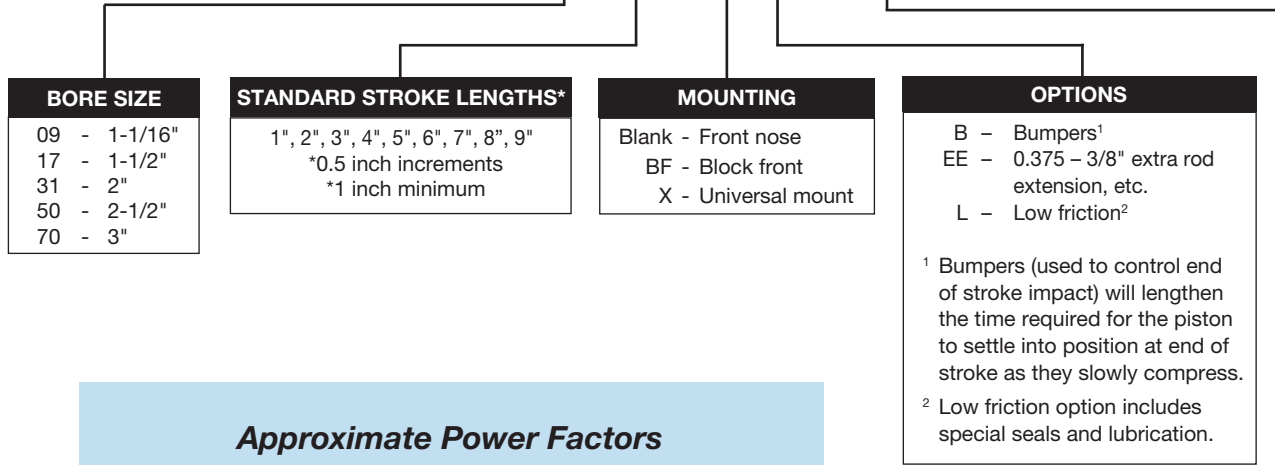 BORE SIZE
09 - 1-1/16"
17 - 1-1/2"
31 - 2"
50 - 2-1/2"
70 - 3"
STANDARD STROKE LENGTHS*
1", 2", 3", 4", 5", 6", 7", 8”, 9"
*0.5 inch increments
*1 inch minimum
MOUNTING
Blank - Front nose
BF - Block front
X - Universal mount
OPTIONS
B – Bumpers¹
EE – 0.375 – 3/8" extra rod
extension, etc.
L – Low friction²
¹ Bumpers (used to control end
of stroke impact) will lengthen
the time required for the piston
to settle into position at end of
stroke as they slowly compress.
² Low friction option includes
special seals and lubrication.
Approximate Power Factors